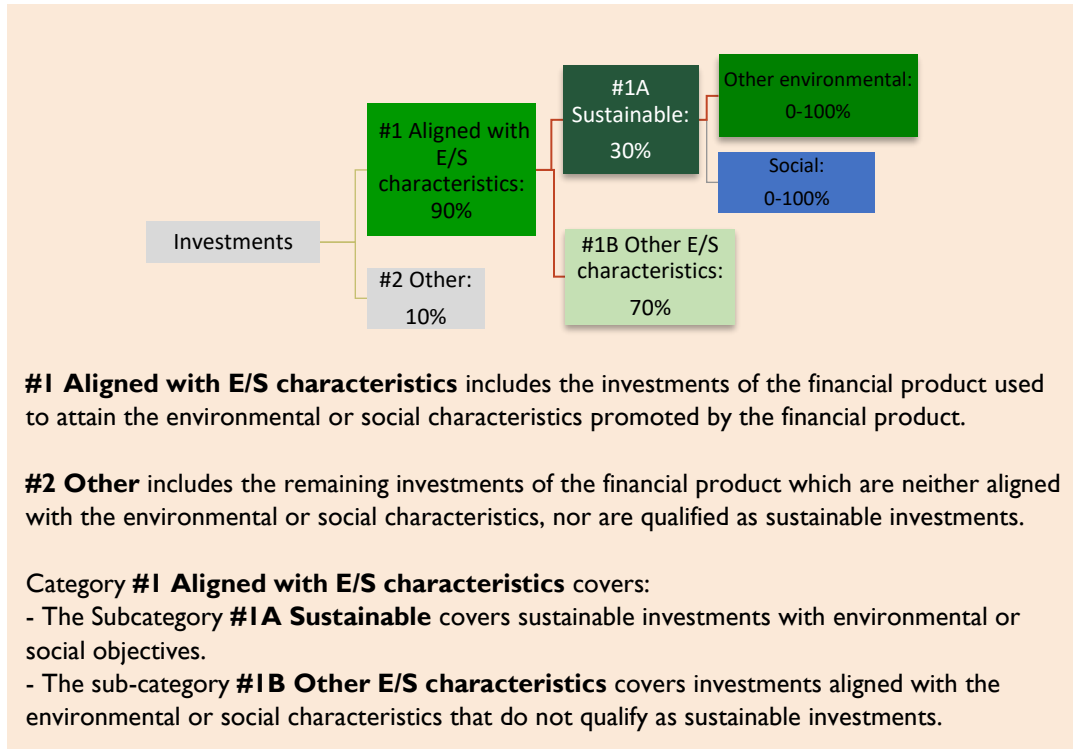 Investments
#1 Aligned with
E/S
characteristics:
90%
#2 Other:
10%
#1A
Sustainable:
30%
#1B Other E/S
characteristics:
70%
Other environmental:
0-100%
Social:
0-100%
#1 Aligned with E/S characteristics includes the investments of the financial product used
to attain the environmental or social characteristics promoted by the financial product.
#2 Other includes the remaining investments of the financial product which are neither aligned
with the environmental or social characteristics, nor are qualified as sustainable investments.
Category #1 Aligned with E/S characteristics covers:
- The Subcategory #1A Sustainable covers sustainable investments with environmental or
social objectives.
- The sub-category #1B Other E/S characteristics covers investments aligned with the
environmental or social characteristics that do not qualify as sustainable investments.